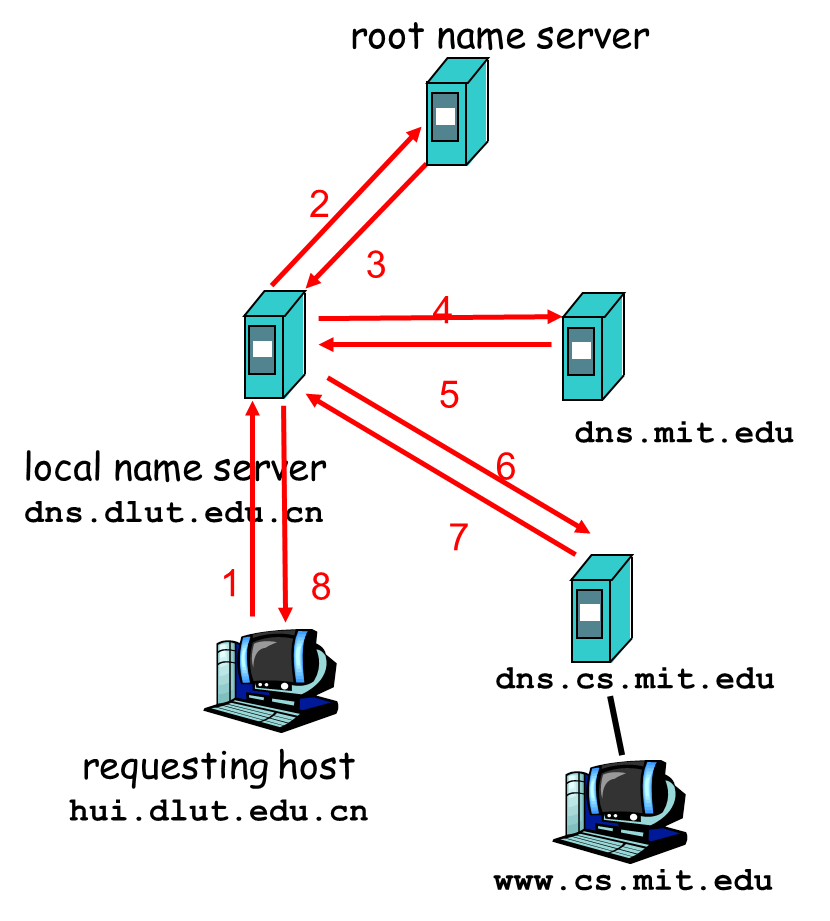 root name server
2
3
4
5
dns.mit.edu
local name server
dns.dlut.edu.cn
6
7
1
8
dns.cs.mit.edu
requesting host
hui.dlut.edu.cn
www.cs.mit.edu